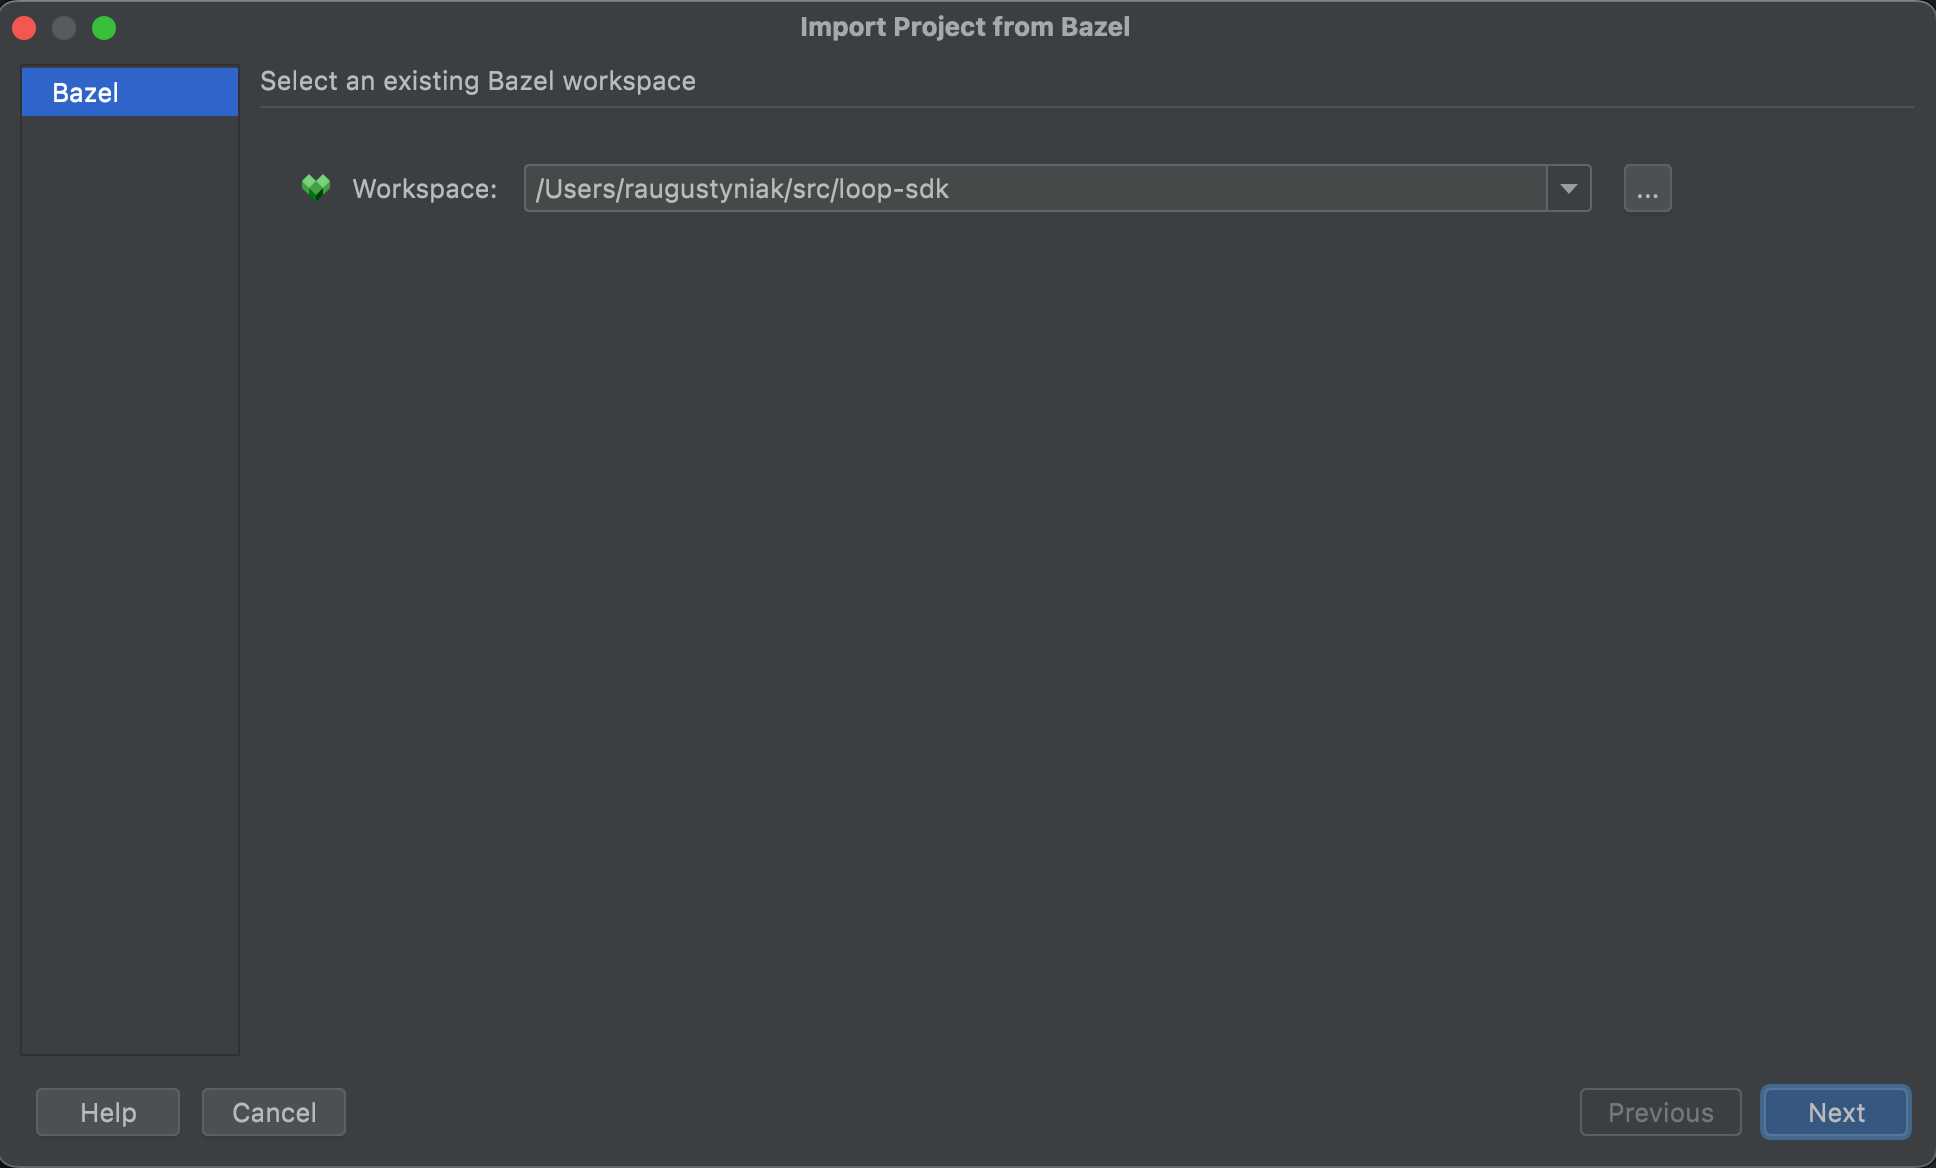 Import Project from Bazel
Bazel
Select an existing Bazel workspace
Workspace: /Users/raugustyniak/src/loop-sdk ...
Help Cancel Previous Next